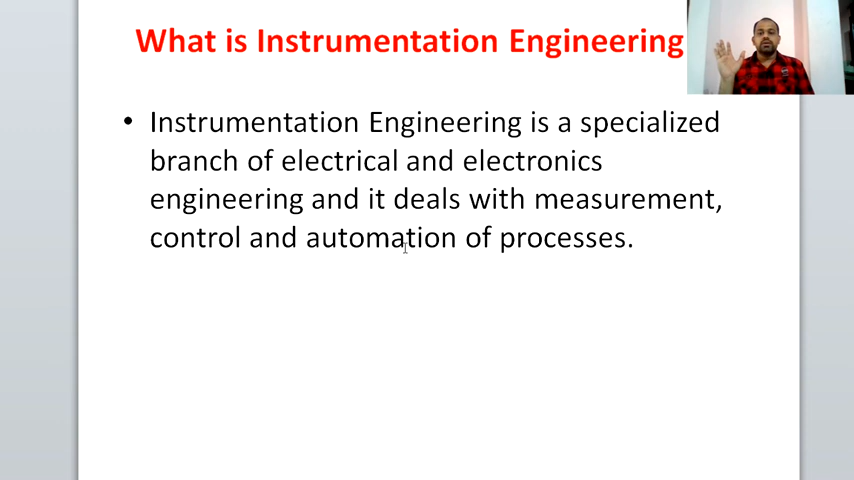 What is Instrumentation Engineering
• Instrumentation Engineering is a specialized
branch of electrical and electronics
engineering and it deals with measurement,
control and automation of processes.